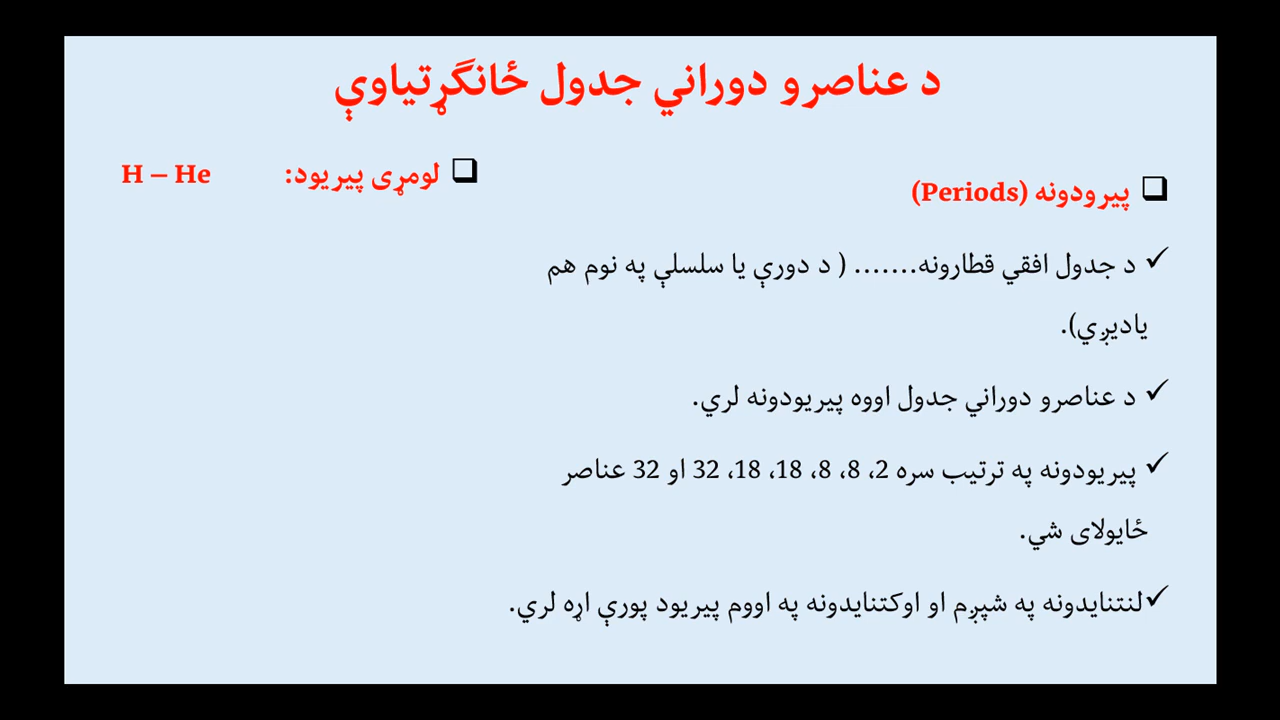 د عناصرو دوراني جدول ځانګړتیاوې
پیرودونه (Periods)
د جدول افقي قطارونه....... ( د دورې یا سلسلې په نوم هم
یادیږي).
د عناصرو دوراني جدول اووه پیریودونه لري.
پیریودونه په ترتیب سره 2، 8، 8، 18، 18، 32 او 32 عناصر
ځایولای شي.
لنتنایدونه په شپږم او اوکتنایدونه په اووم پیریود پورې اړه لري.
لومړی پیریود: H – He